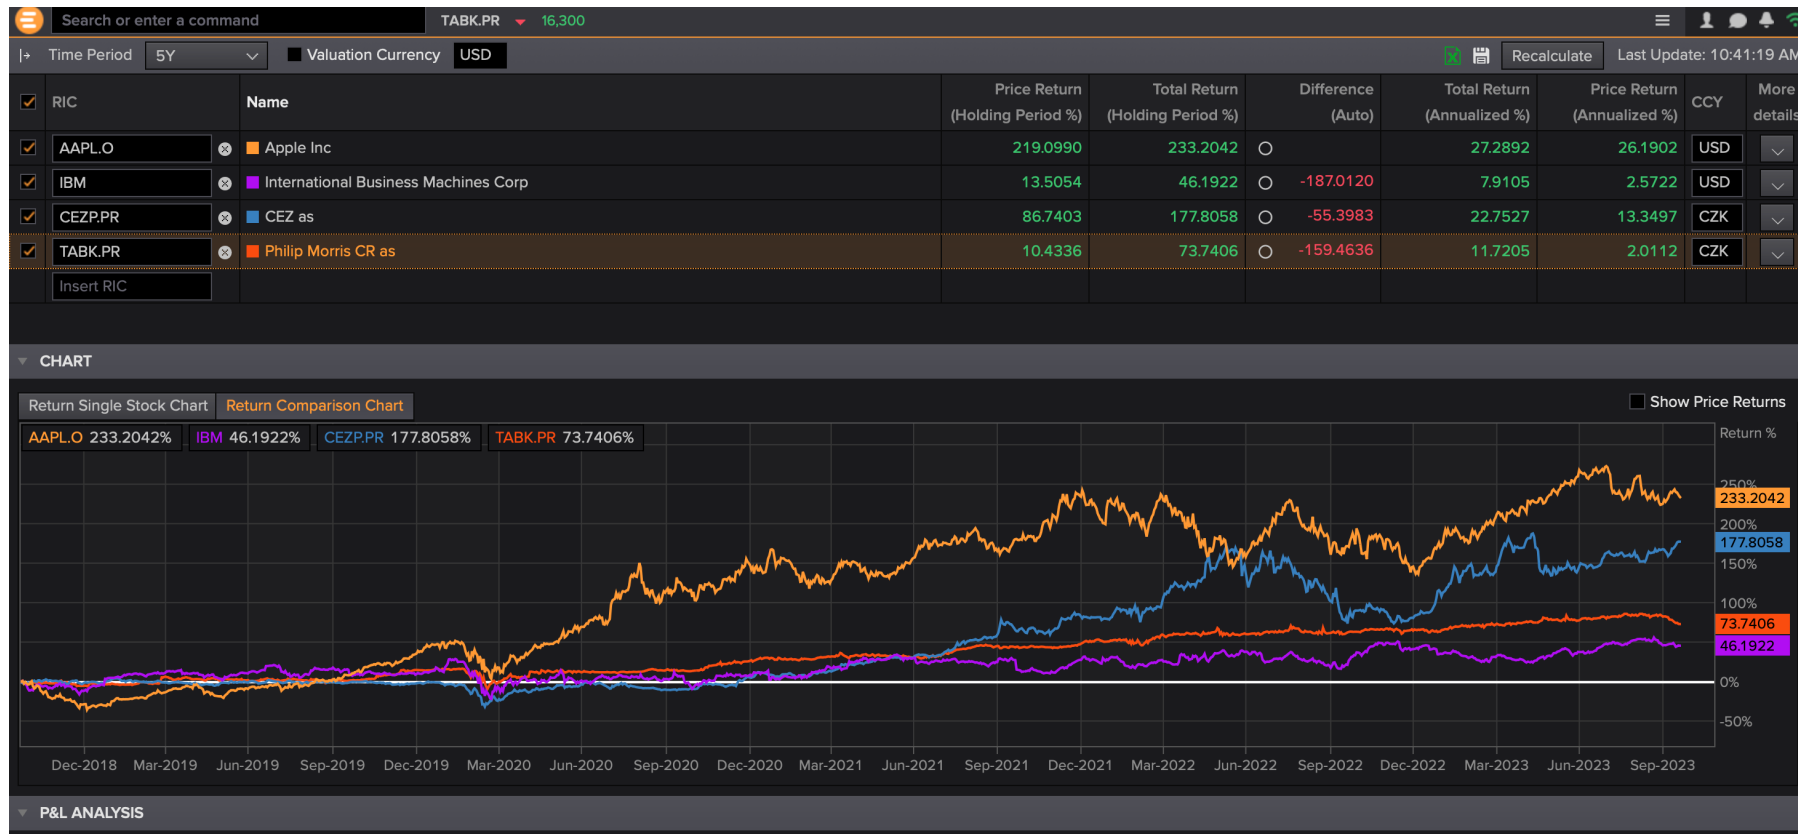 Search or enter a command TABK.PR 16,300
Time Period 5Y Valuation Currency USD Recalculate Last Update: 10:41:19 AM
RIC Name Price Return (Holding Period %) Total Return (Holding Period %) Difference (Auto) Total Return (Annualized %) Price Return (Annualized %) CCY More details
AAPL.O Apple Inc 219.0990 233.2042 27.2892 26.1902 USD
IBM International Business Machines Corp 13.5054 46.1922 -187.0120 7.9105 2.5722 USD
CEZP.PR CEZ as 86.7403 177.8058 -55.3983 22.7527 13.3497 CZK
TABK.PR Philip Morris CR as 10.4336 73.7406 -159.4636 11.7205 2.0112 CZK
Insert RIC
CHART
Return Single Stock Chart Return Comparison Chart Show Price Returns
AAPL.O 233.2042% IBM 46.1922% CEZP.PR 177.8058% TABK.PR 73.7406% Return %
250%
233.2042
200%
177.8058
150%
100%
73.7406
46.1922
0%
-50%
Dec-2018 Mar-2019 Jun-2019 Sep-2019 Dec-2019 Mar-2020 Jun-2020 Sep-2020 Dec-2020 Mar-2021 Jun-2021 Sep-2021 Dec-2021 Mar-2022 Jun-2022 Sep-2022 Dec-2022 Mar-2023 Jun-2023 Sep-2023
P&L ANALYSIS